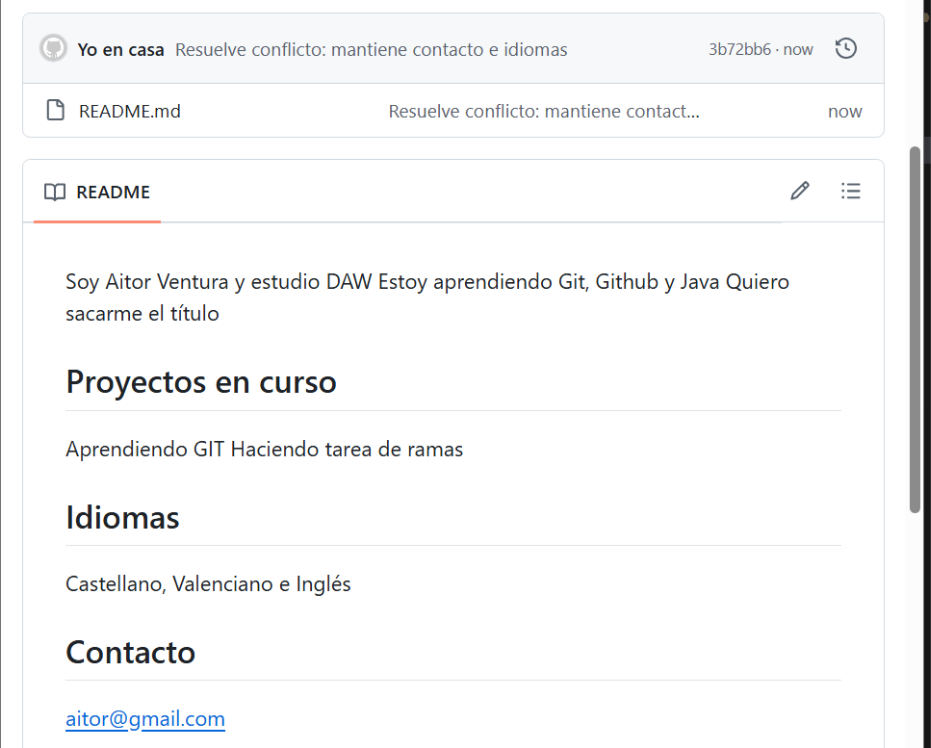 Yo en casa Resuelve conflicto: mantiene contacto e idiomas 3b72bb6 · now
README.md Resuelve conflicto: mantiene contact... now
README
Soy Aitor Ventura y estudio DAW Estoy aprendiendo Git, Github y Java Quiero
sacarme el título
Proyectos en curso
Aprendiendo GIT Haciendo tarea de ramas
Idiomas
Castellano, Valenciano e Inglés
Contacto
aitor@gmail.com